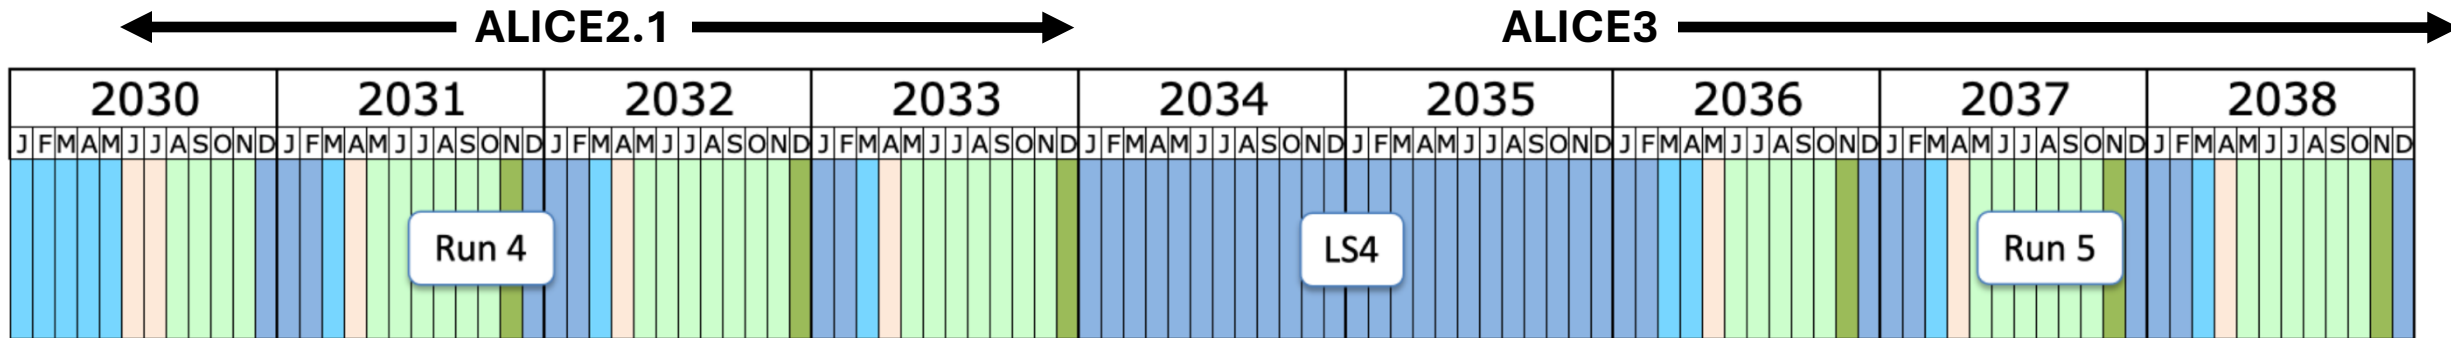 ALICE2.1 ALICE3
2030 2031 2032 2033 2034 2035 2036 2037 2038
J F M A M J J A S O N D J F M A M J J A S O N D J F M A M J J A S O N D J F M A M J J A S O N D J F M A M J J A S O N D J F M A M J J A S O N D J F M A M J J A S O N D J F M A M J J A S O N D J F M A M J J A S O N D
Run 4 LS4 Run 5